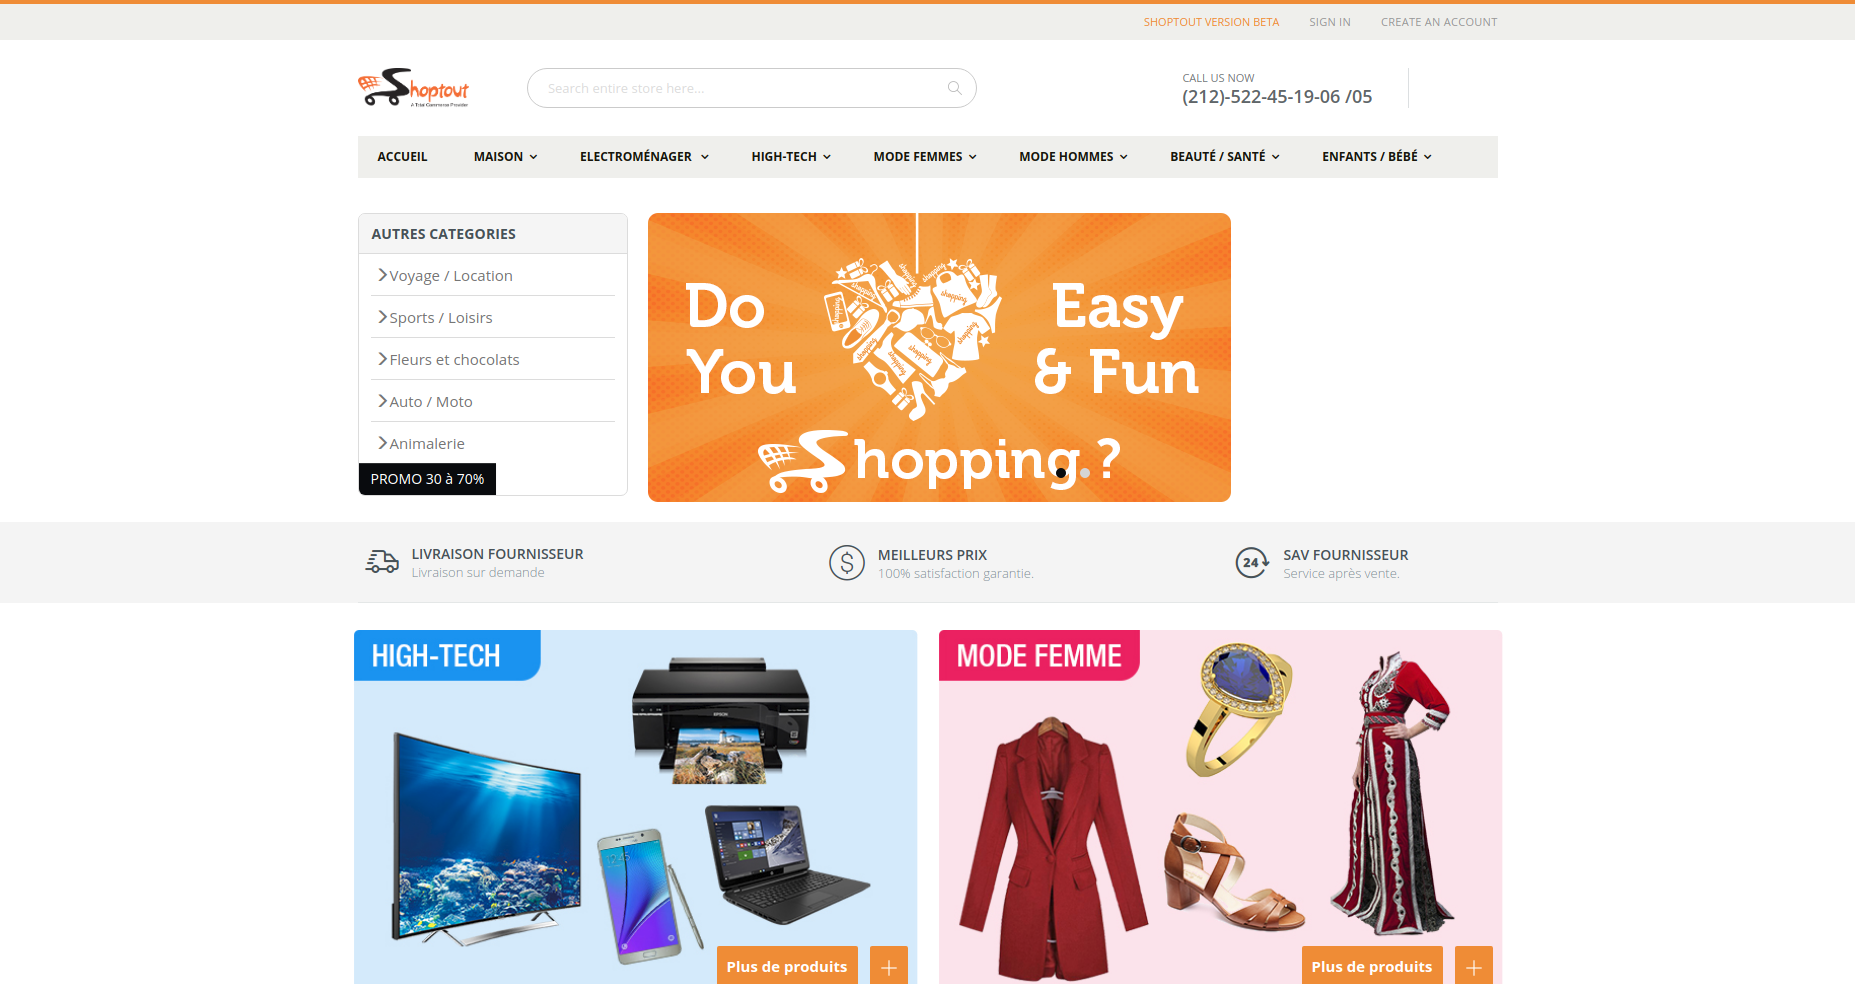 SHOPTOUT VERSION BETA
SIGN IN
CREATE AN ACCOUNT
Shoptout
A Total Commerce Provider
Search entire store here...
CALL US NOW
(212)-522-45-19-06 /05
ACCUEIL
MAISON
ELECTROMÉNAGER
HIGH-TECH
MODE FEMMES
MODE HOMMES
BEAUTÉ / SANTÉ
ENFANTS / BÉBÉ
AUTRES CATEGORIES
Voyage / Location
Sports / Loisirs
Fleurs et chocolats
Auto / Moto
Animalerie
PROMO 30 à 70%
Do
You
Easy
& Fun
Shopping.?
LIVRAISON FOURNISSEUR
Livraison sur demande
MEILLEURS PRIX
100% satisfaction garantie.
24
SAV FOURNISSEUR
Service après vente.
HIGH-TECH
EPSON
Plus de produits
MODE FEMME
Plus de produits